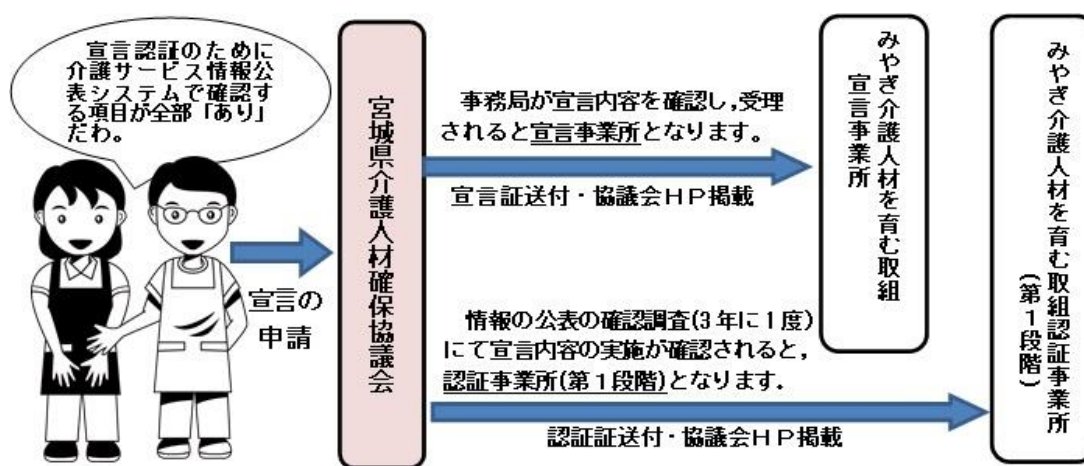 宣言認証のために
介護サービス情報公
表システムで確認す
る項目が全部「あり」
だわ。
宣言の
申請
宮城県介護人材確保協議会
事務局が宣言内容を確認し,受理
されると宣言事業所となります。
宣言証送付・協議会ＨＰ掲載
みやぎ介護人材を育む取組
宣言事業所
情報の公表の確認調査(3年に1度)
にて宣言内容の実施が確認されると,
認証事業所(第１段階)となります。
認証証送付・協議会ＨＰ掲載
みやぎ介護人材を育む取組認証事業所
(第１段階)